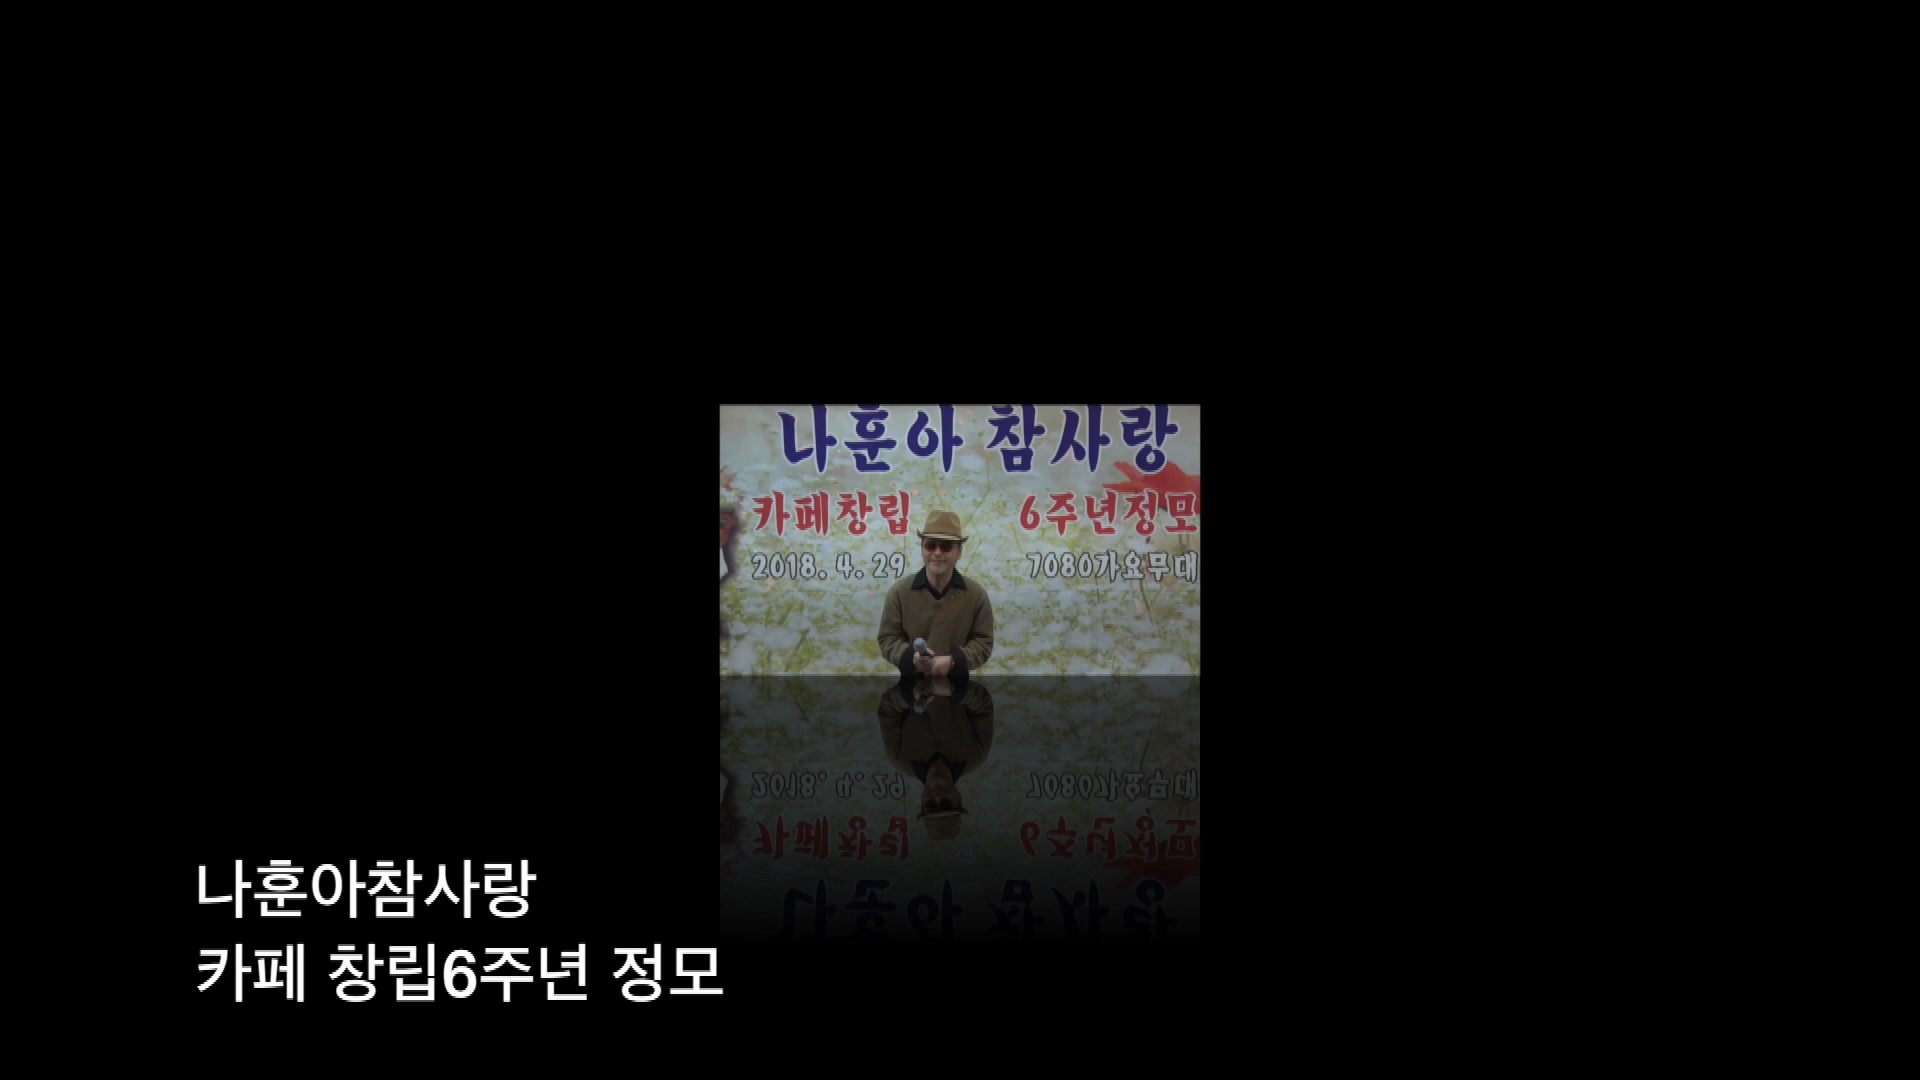 나훈아 참사랑
카페창립 6주년정모
2018. 4. 29 7080가요무대
나훈아참사랑
카페 창립6주년 정모